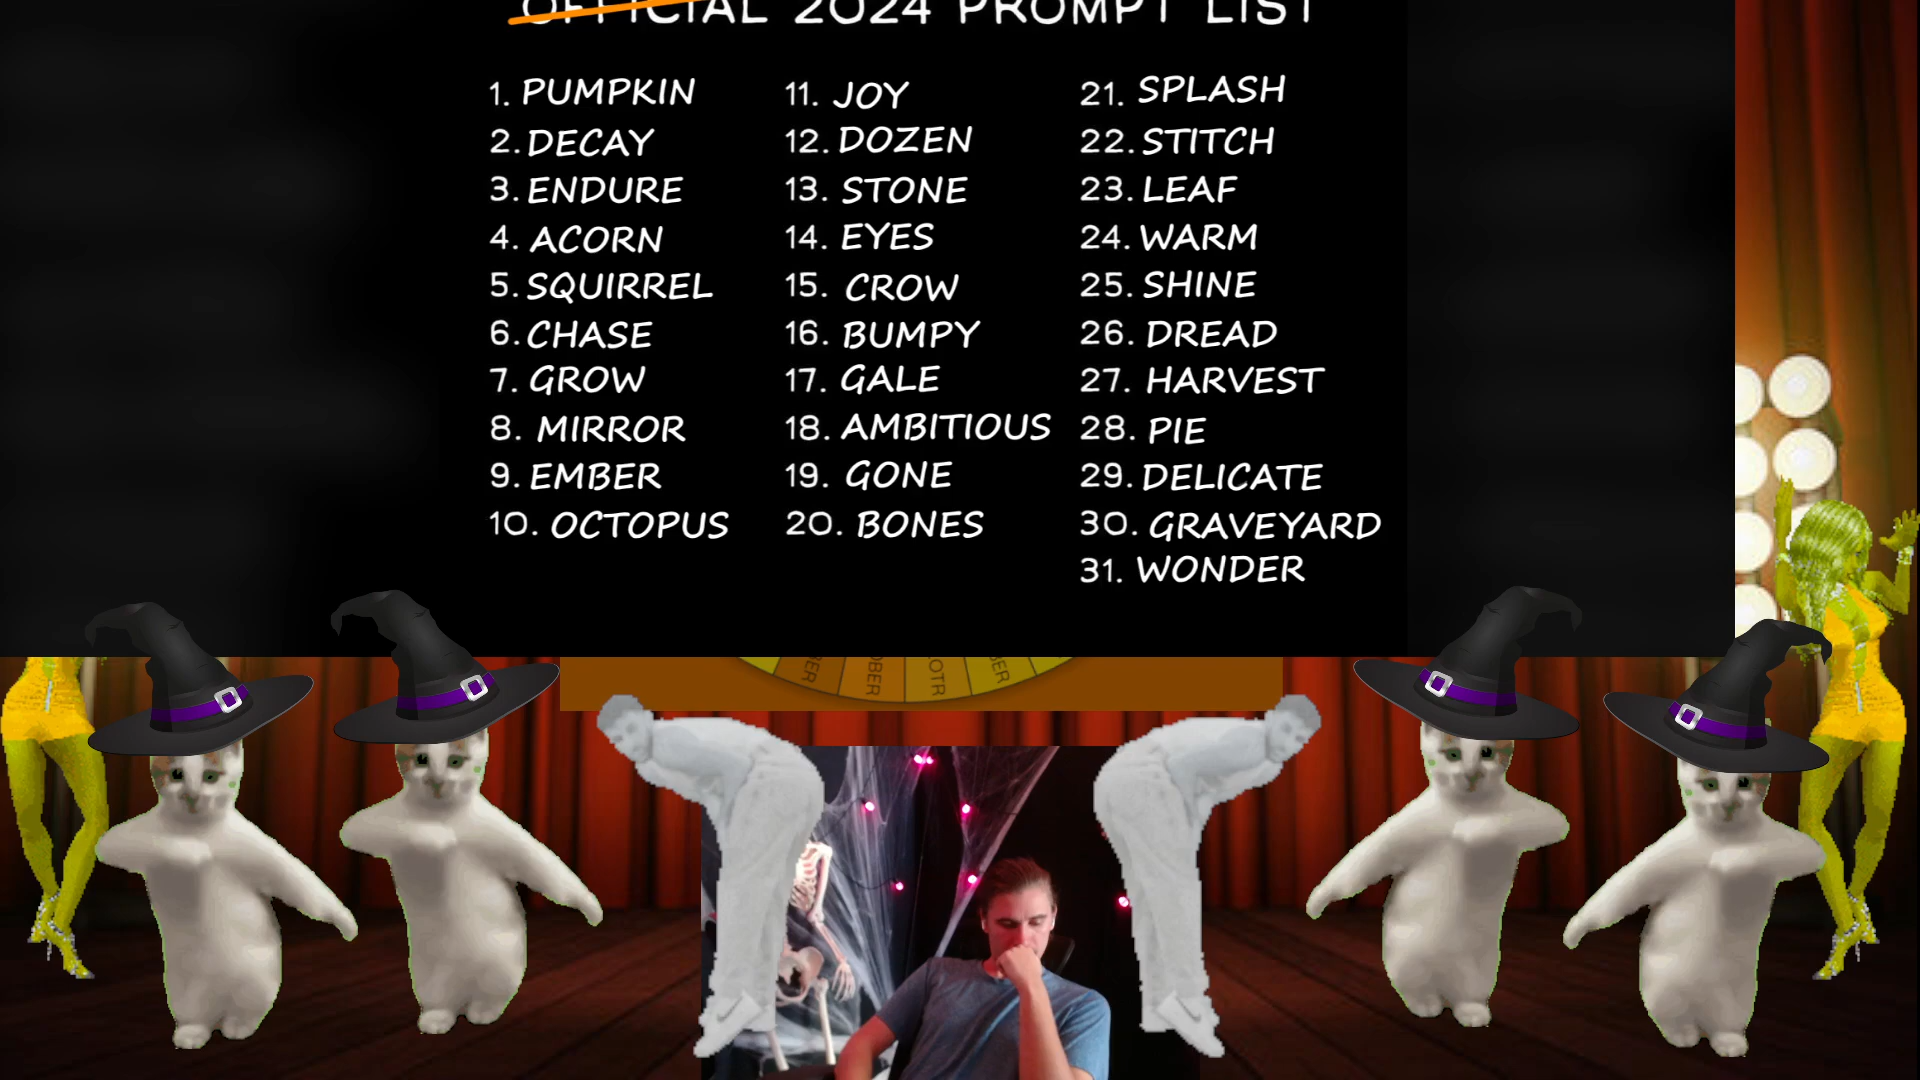 OFFICIAL 2024 PROMPT LIST
1. PUMPKIN
2. DECAY
3. ENDURE
4. ACORN
5. SQUIRREL
6. CHASE
7. GROW
8. MIRROR
9. EMBER
10. OCTOPUS
11. JOY
12. DOZEN
13. STONE
14. EYES
15. CROW
16. BUMPY
17. GALE
18. AMBITIOUS
19. GONE
20. BONES
21. SPLASH
22. STITCH
23. LEAF
24. WARM
25. SHINE
26. DREAD
27. HARVEST
28. PIE
29. DELICATE
30. GRAVEYARD
31. WONDER